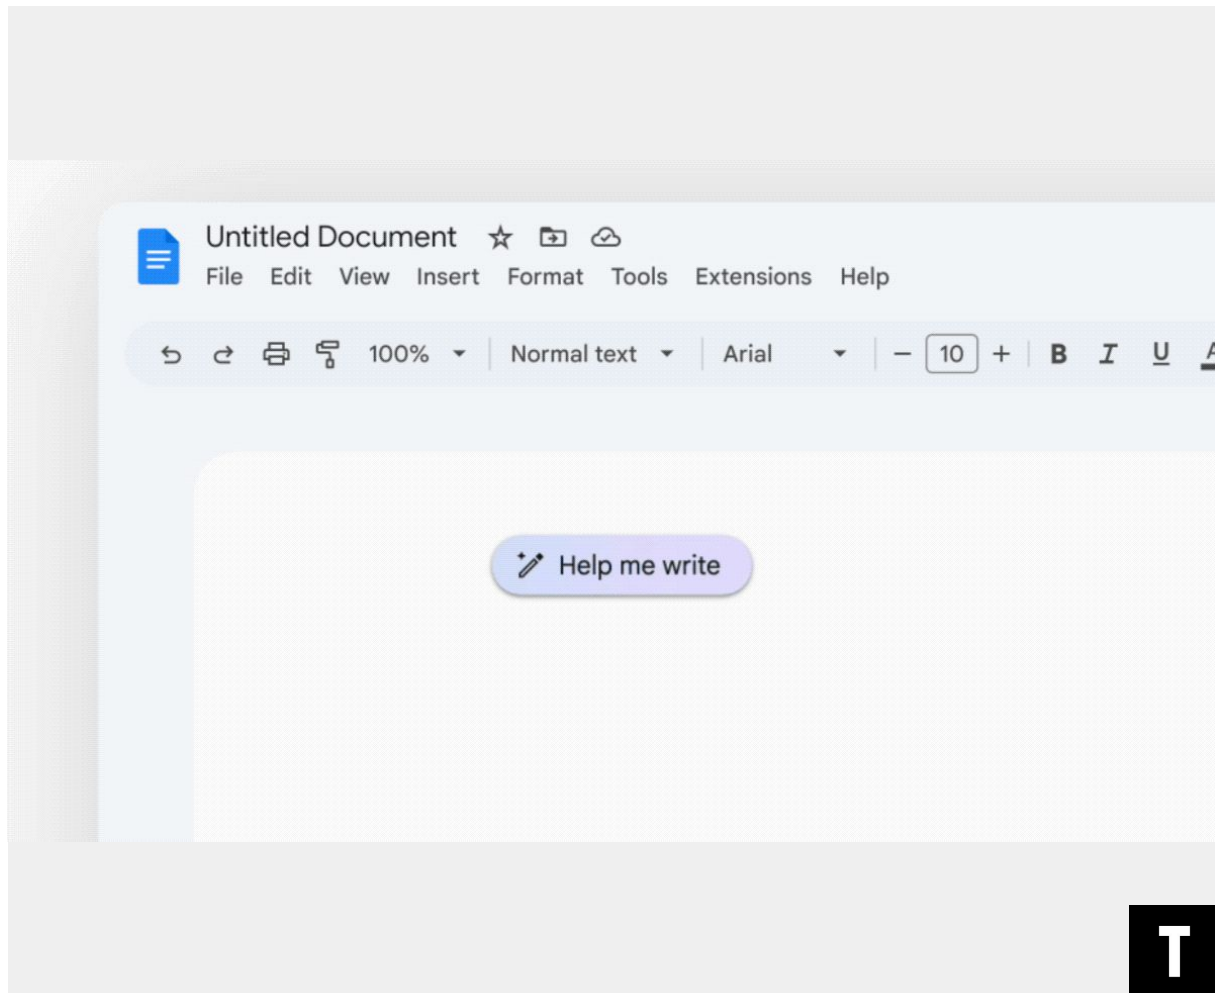 Untitled Document
File Edit View Insert Format Tools Extensions Help
100% Normal text Arial − 10 + B I U A
Help me write
T